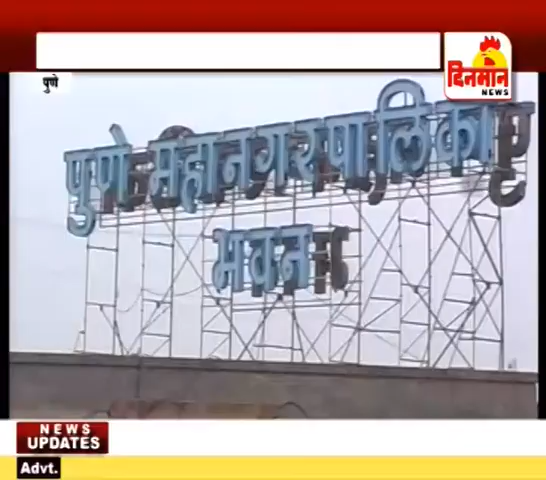 दिनमान
NEWS
पुणे
पुणे महानगरपालिका
भवन
NEWS
UPDATES
Advt.